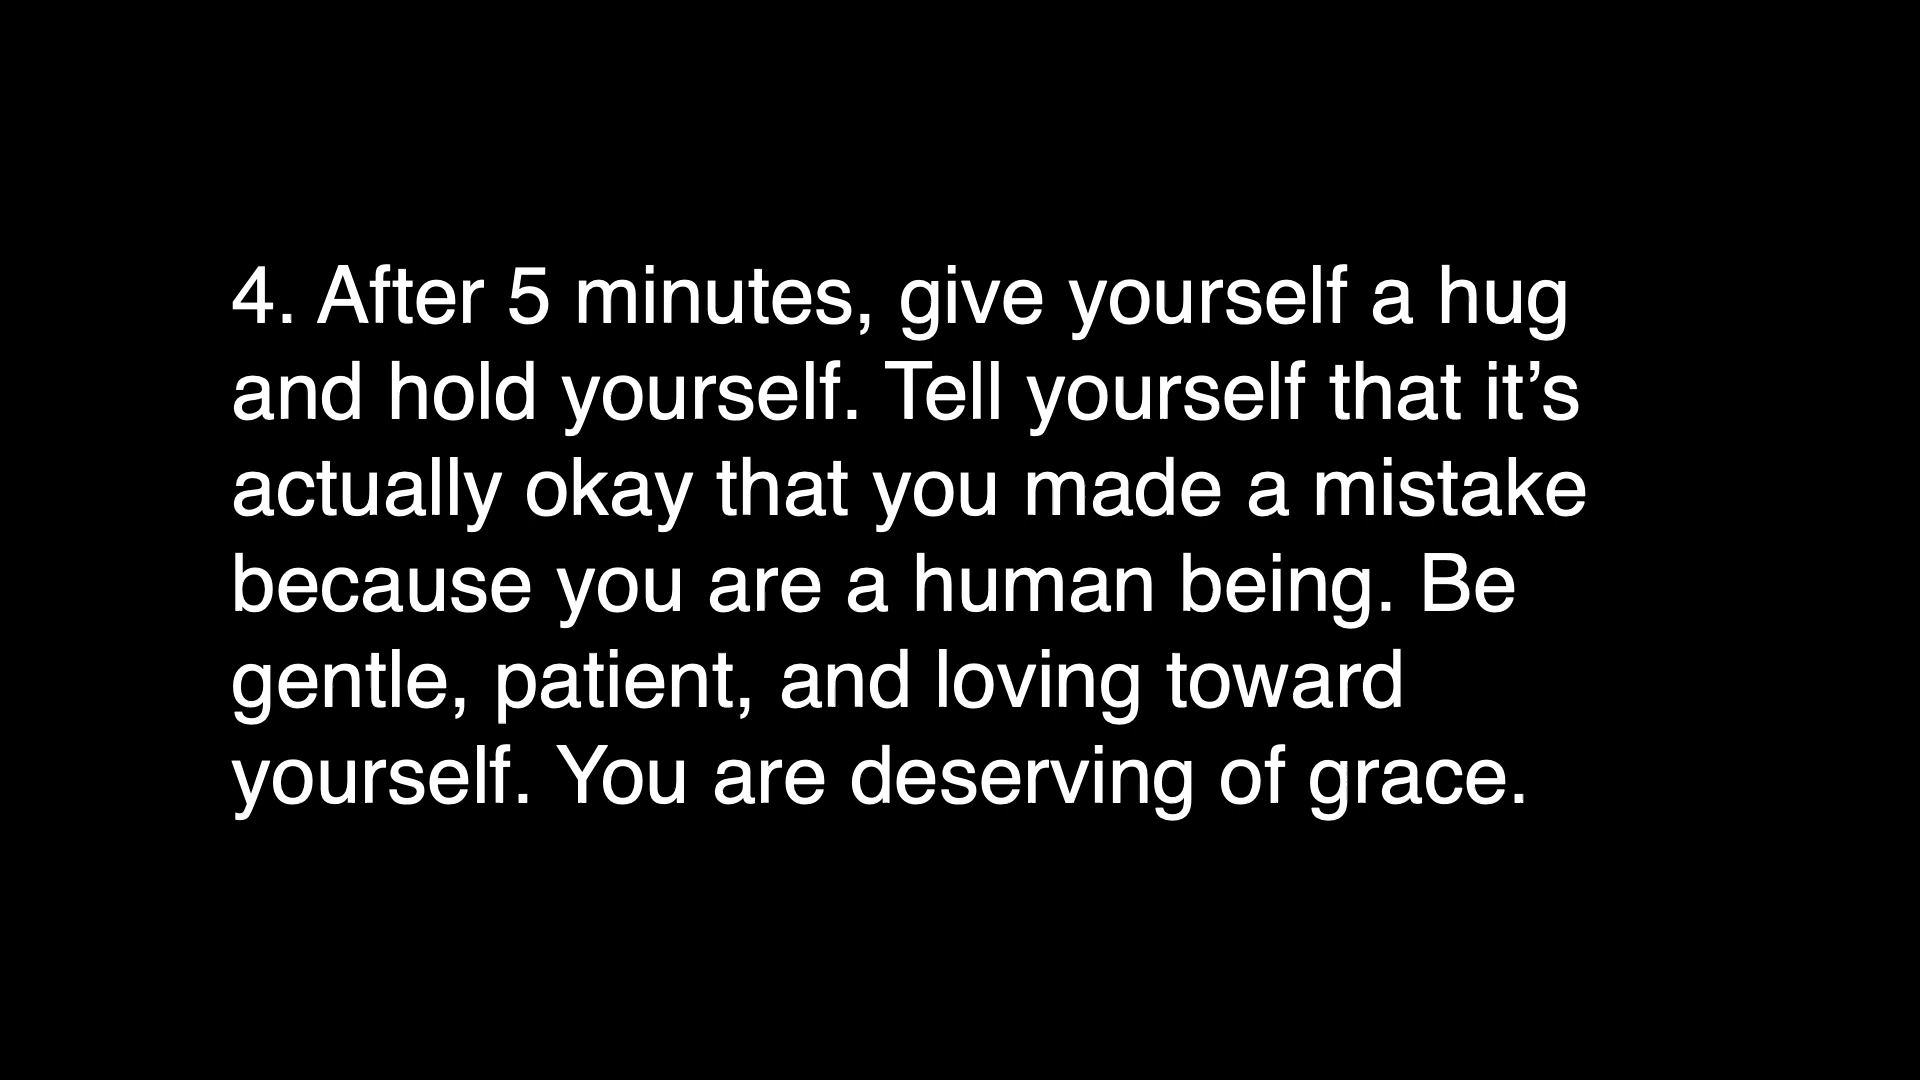 4. After 5 minutes, give yourself a hug
and hold yourself. Tell yourself that it’s
actually okay that you made a mistake
because you are a human being. Be
gentle, patient, and loving toward
yourself. You are deserving of grace.